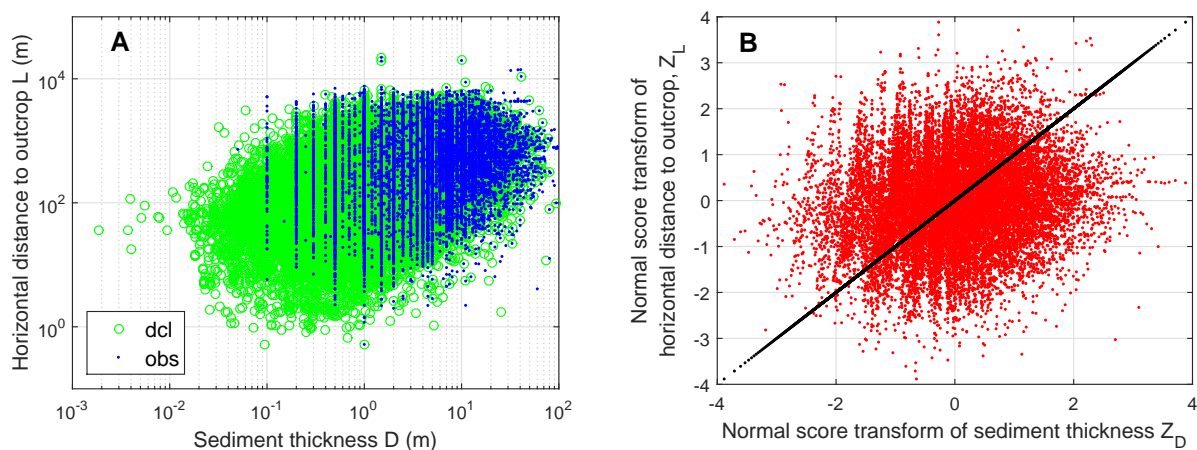 A
Horizontal distance to outcrop L (m)
10^4
10^2
10^0
dcl
obs
10^-3
10^-2
10^-1
10^0
10^1
10^2
Sediment thickness D (m)
B
Normal score transform of
horizontal distance to outcrop, Z_L
4
3
2
1
0
-1
-2
-3
-4
-4
-2
0
2
4
Normal score transform of sediment thickness Z_D